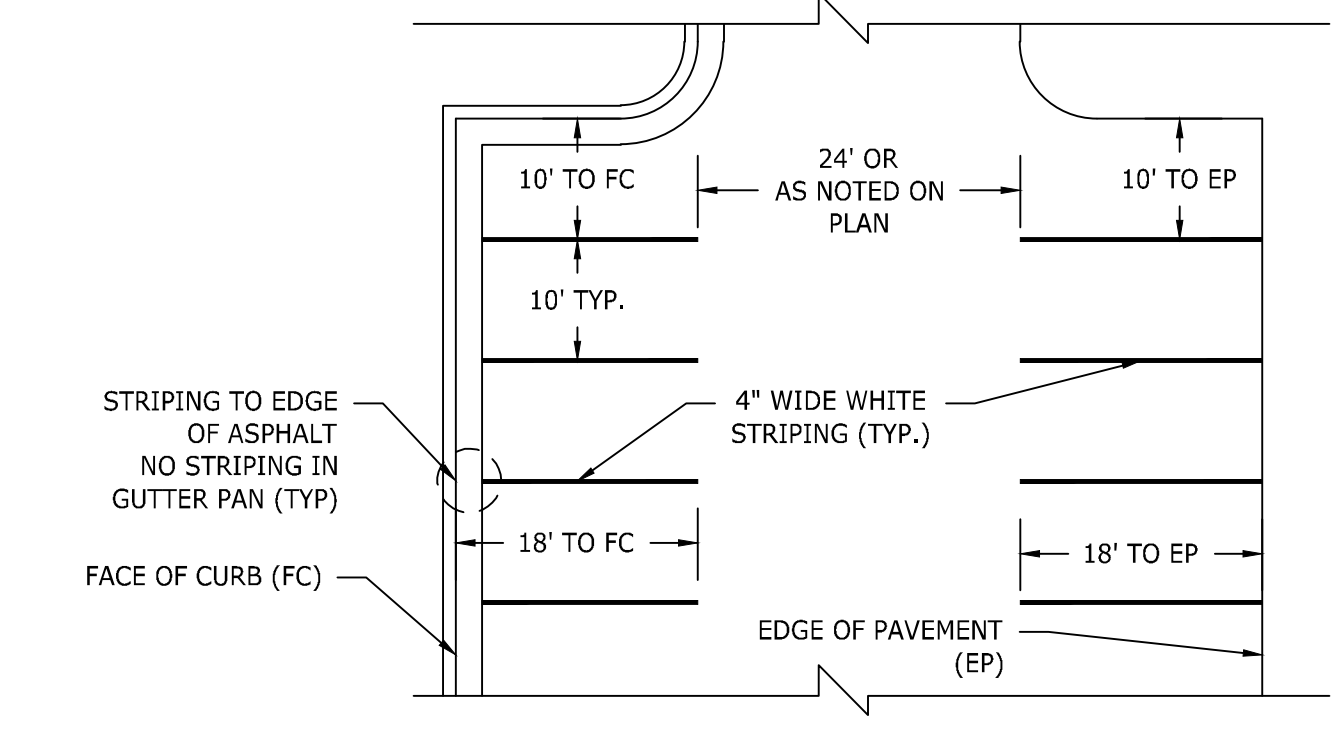 10' TO FC
24' OR
AS NOTED ON
PLAN
10' TO EP
10' TYP.
STRIPING TO EDGE
OF ASPHALT
NO STRIPING IN
GUTTER PAN (TYP)
4" WIDE WHITE
STRIPING (TYP.)
18' TO FC
18' TO EP
FACE OF CURB (FC)
EDGE OF PAVEMENT
(EP)